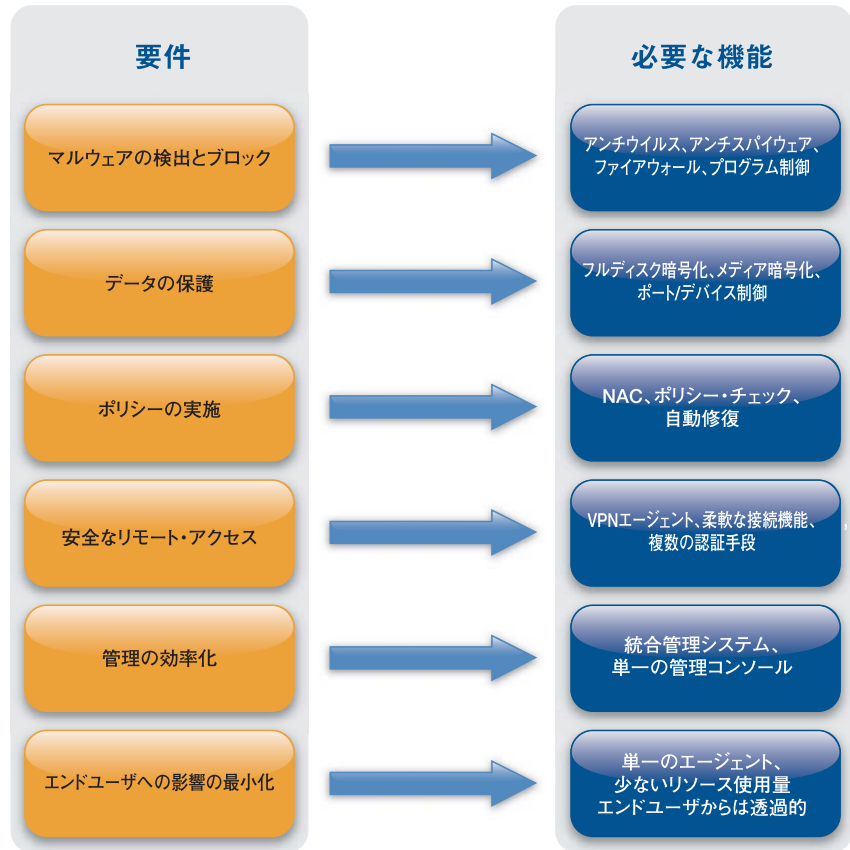 要件
必要な機能
マルウェアの検出とブロック
アンチウイルス、アンチスパイウェア、
ファイアウォール、プログラム制御
データの保護
フルディスク暗号化、メディア暗号化、
ポート/デバイス制御
ポリシーの実施
NAC、ポリシー・チェック、
自動修復
安全なリモート・アクセス
VPNエージェント、柔軟な接続機能、
複数の認証手段
,
管理の効率化
統合管理システム、
単一の管理コンソール
エンドユーザへの影響の最小化
単一のエージェント、
少ないリソース使用量
エンドユーザからは透過的